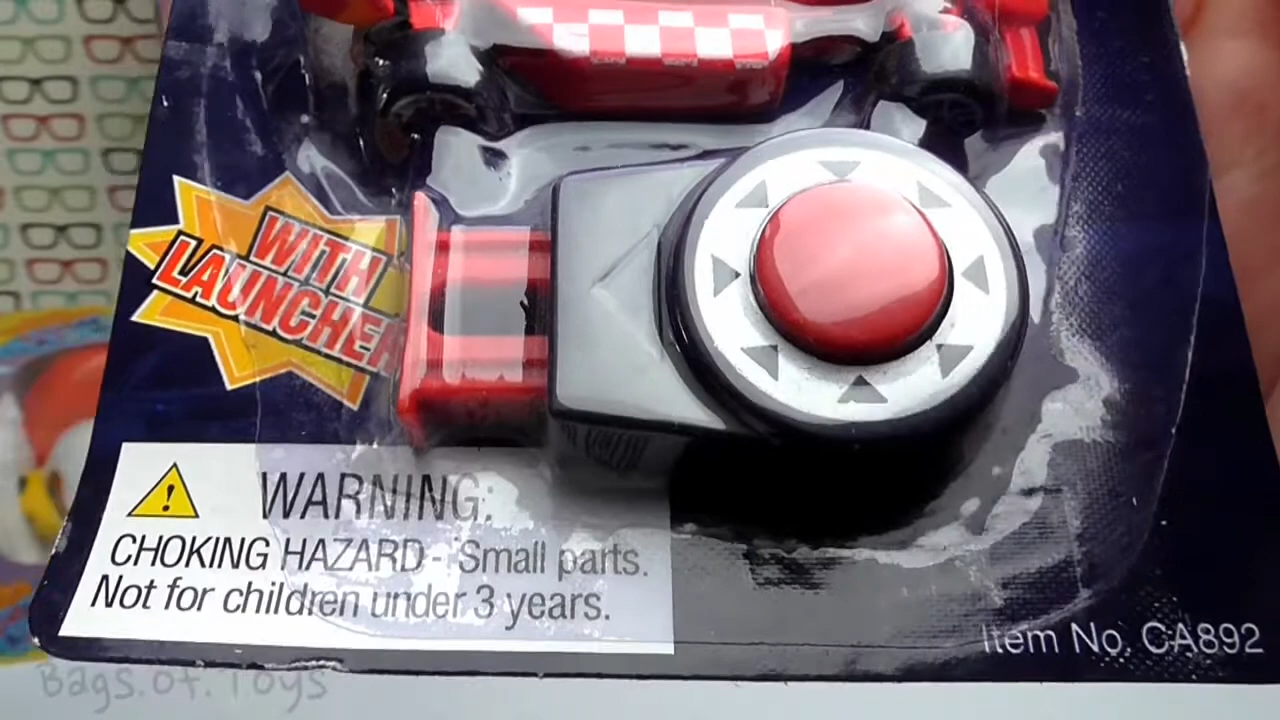 WITH
LAUNCHER
WARNING:
CHOKING HAZARD - Small parts.
Not for children under 3 years.
Item No. CA892
Bags.of.Toys